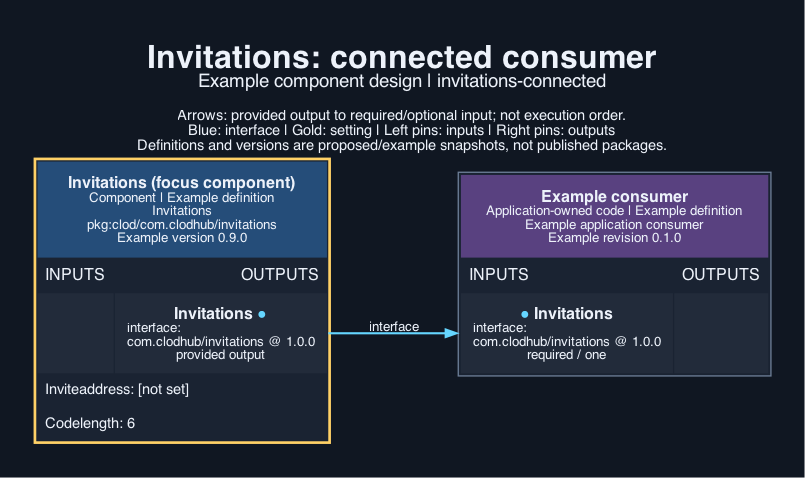 Invitations: connected consumer
Example component design | invitations-connected
Arrows: provided output to required/optional input; not execution order.
Blue: interface | Gold: setting | Left pins: inputs | Right pins: outputs
Definitions and versions are proposed/example snapshots, not published packages.
Invitations (focus component)
Component | Example definition
Invitations
pkg:clod/com.clodhub/invitations
Example version 0.9.0
INPUTS
OUTPUTS
Invitations
interface:
com.clodhub/invitations @ 1.0.0
provided output
Inviteaddress: [not set]
Codelength: 6
interface
Example consumer
Application-owned code | Example definition
Example application consumer
Example revision 0.1.0
INPUTS
OUTPUTS
Invitations
interface:
com.clodhub/invitations @ 1.0.0
required / one